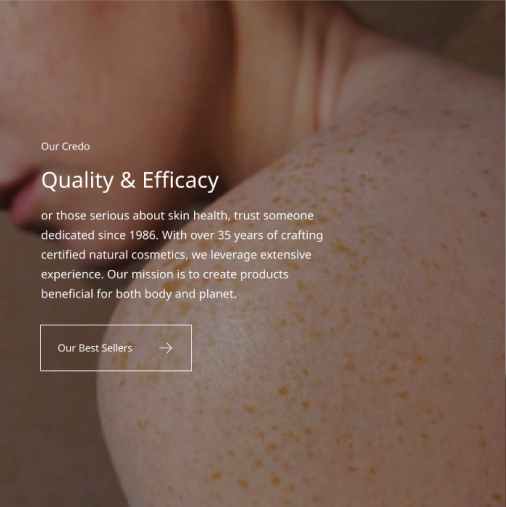 Our Credo
Quality & Efficacy
or those serious about skin health, trust someone
dedicated since 1986. With over 35 years of crafting
certified natural cosmetics, we leverage extensive
experience. Our mission is to create products
beneficial for both body and planet.
Our Best Sellers